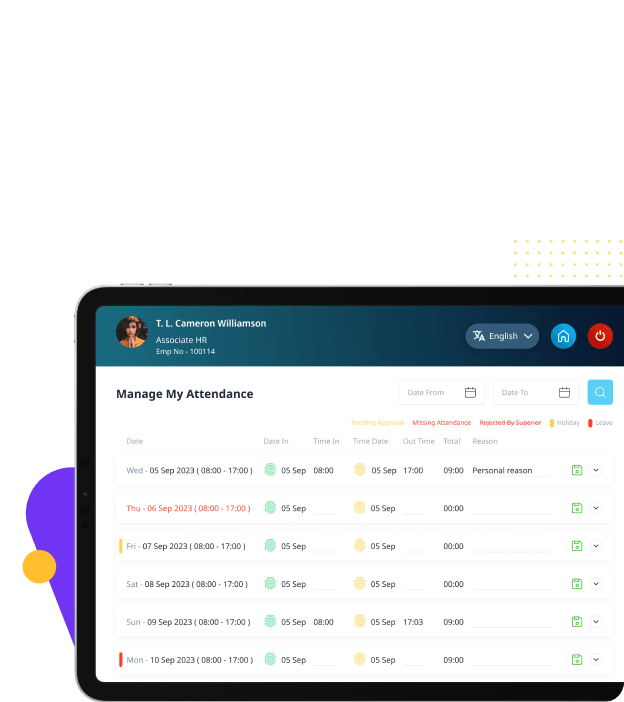 T. L. Cameron Williamson
Associate HR
Emp No - 100114
English
Manage My Attendance
Date From
Date To
Pending Approval Missing Attendance Rejected By Superior Holiday Leave
Date Date In Time In Time Date Out Time Total Reason
Wed - 05 Sep 2023 ( 08:00 - 17:00 ) 05 Sep 08:00 05 Sep 17:00 09:00 Personal reason
Thu - 06 Sep 2023 ( 08:00 - 17:00 ) 05 Sep 05 Sep 00:00
Fri - 07 Sep 2023 ( 08:00 - 17:00 ) 05 Sep 05 Sep 00:00
Sat - 08 Sep 2023 ( 08:00 - 17:00 ) 05 Sep 05 Sep 00:00
Sun - 09 Sep 2023 ( 08:00 - 17:00 ) 05 Sep 08:00 05 Sep 17:03 09:00
Mon - 10 Sep 2023 ( 08:00 - 17:00 ) 05 Sep 05 Sep 09:00